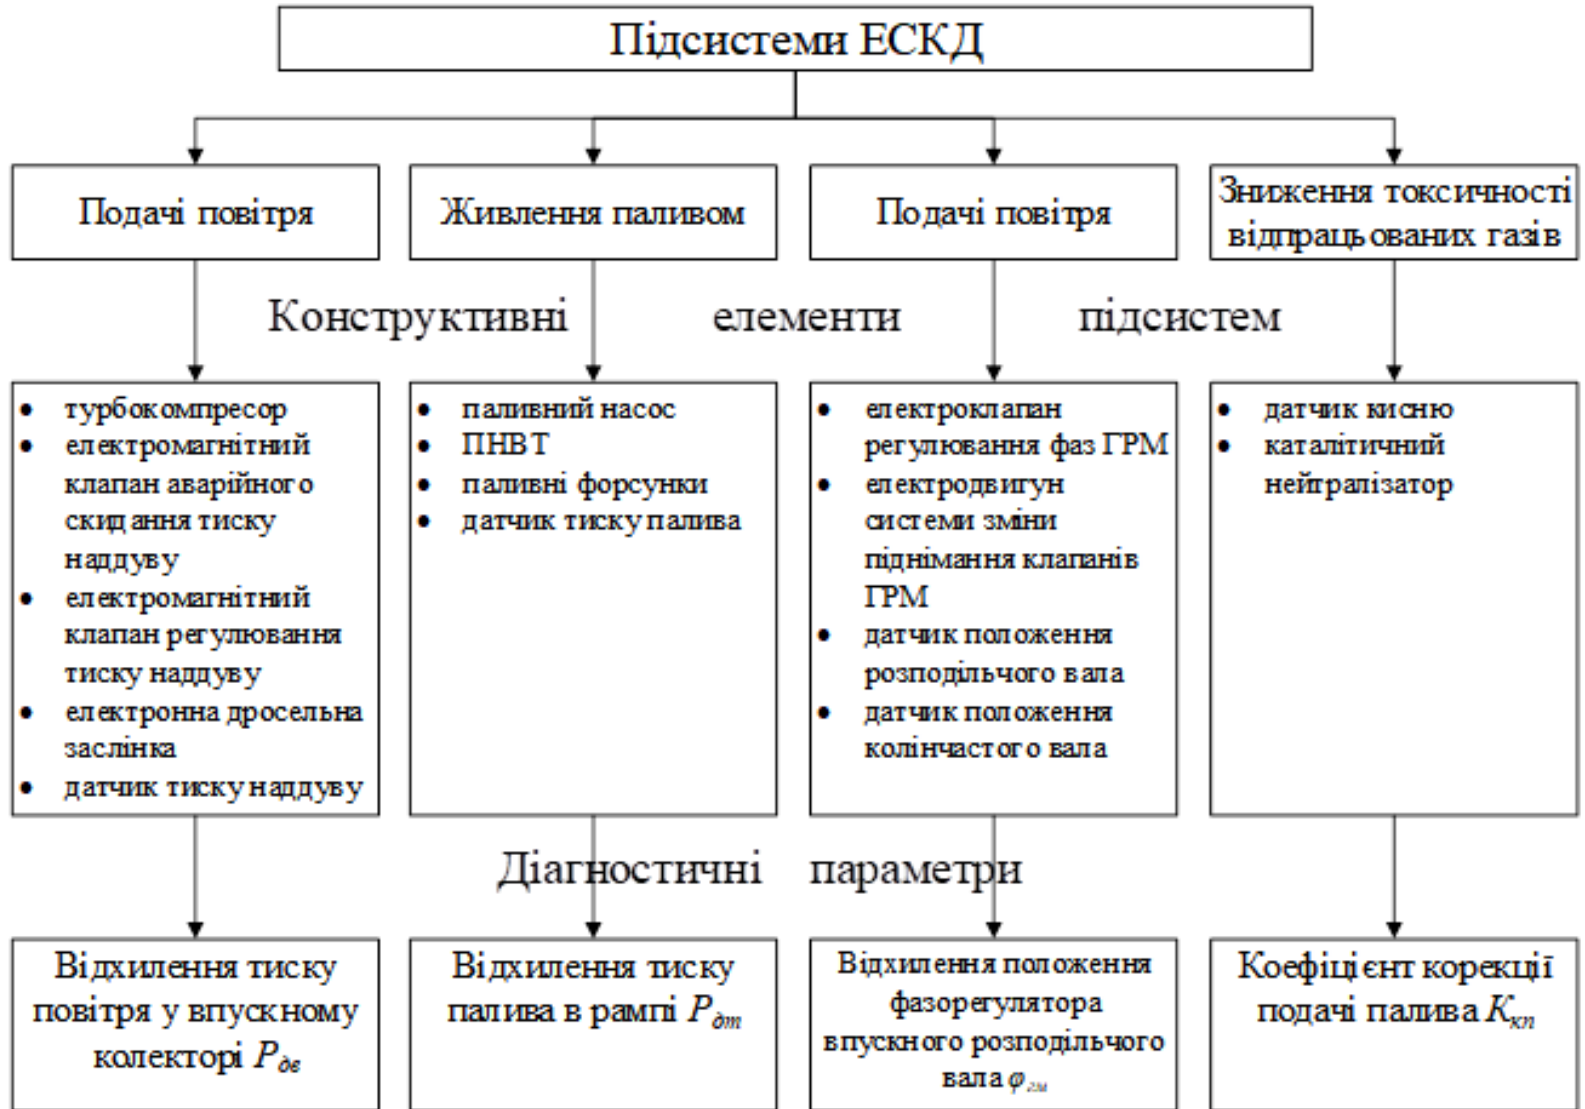 Підсистеми ЕСКД
Подачі повітря
Живлення паливом
Подачі повітря
Зниження токсичності
відпрацьованих газів
Конструктивні елементи підсистем
• турбокомпресор
• електромагнітний
клапан аварійного
скидання тиску
наддуву
• електромагнітний
клапан регулювання
тиску наддуву
• електронна дросельна
заслінка
• датчик тиску наддуву
• паливний насос
• ПНВТ
• паливні форсунки
• датчик тиску палива
• електроклапан
регулювання фаз ГРМ
• електродвигун
системи зміни
піднімання клапанів
ГРМ
• датчик положення
розподільчого вала
• датчик положення
колінчастого вала
• датчик кисню
• каталітичний
нейтралізатор
Діагностичні параметри
Відхилення тиску
повітря у впускному
колекторі Pдв
Відхилення тиску
палива в рампі Pдт
Відхилення положення
фазорегулятора
впускного розподільчого
вала φгм
Коефіцієнт корекції
подачі палива Kкп